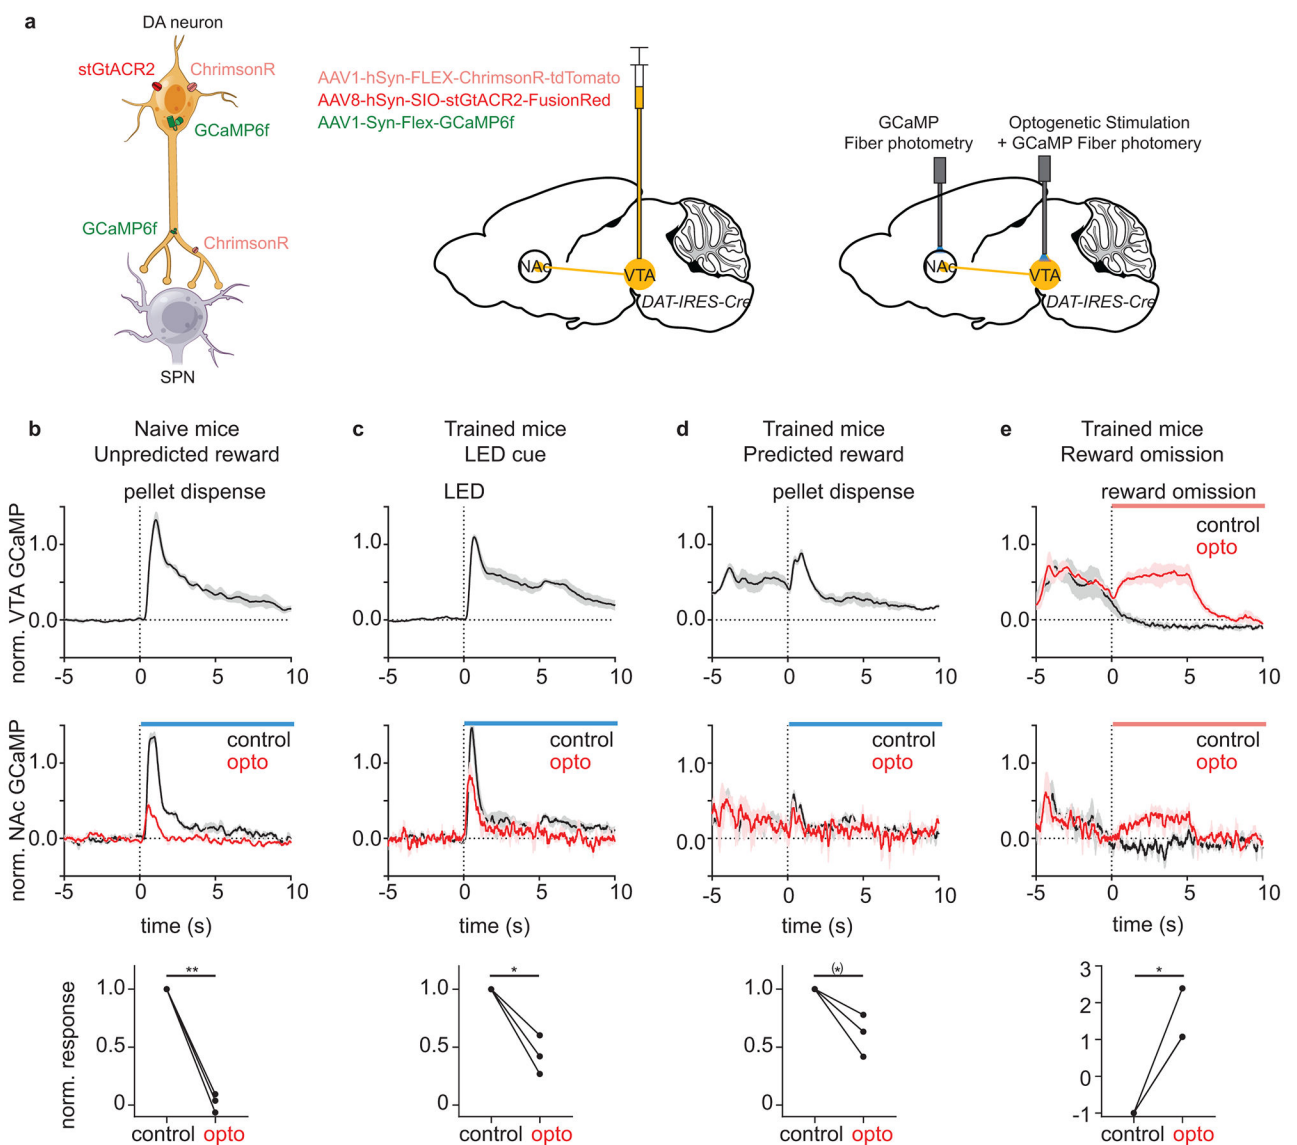 a
DA neuron
stGtACR2
ChrimsonR
GCaMP6f
GCaMP6f
ChrimsonR
SPN
AAV1-hSyn-FLEX-ChrimsonR-tdTomato
AAV8-hSyn-SIO-stGtACR2-FusionRed
AAV1-Syn-Flex-GCaMP6f
NAc
VTA
DAT-IRES-Cre
GCaMP
Fiber photometry
Optogenetic Stimulation
+ GCaMP Fiber photomery
NAc
VTA
DAT-IRES-Cre
b
Naive mice
Unpredicted reward
pellet dispense
norm. VTA GCaMP
1.0
0.0
-5
0
5
10
c
Trained mice
LED cue
LED
1.0
0.0
-5
0
5
10
d
Trained mice
Predicted reward
pellet dispense
1.0
0.0
-5
0
5
10
e
Trained mice
Reward omission
reward omission
control
opto
1.0
0.0
-5
0
5
10
norm. NAc GCaMP
control
opto
1.0
0.0
-5
0
5
10
time (s)
control
opto
1.0
0.0
-5
0
5
10
time (s)
control
opto
1.0
0.0
-5
0
5
10
time (s)
control
opto
1.0
0.0
-5
0
5
10
time (s)
norm. response
**
1.0
0.5
0
control opto
*
1.0
0.5
0
control opto
(*)
1.0
0.5
0
control opto
*
3
2
1
0
-1
control opto